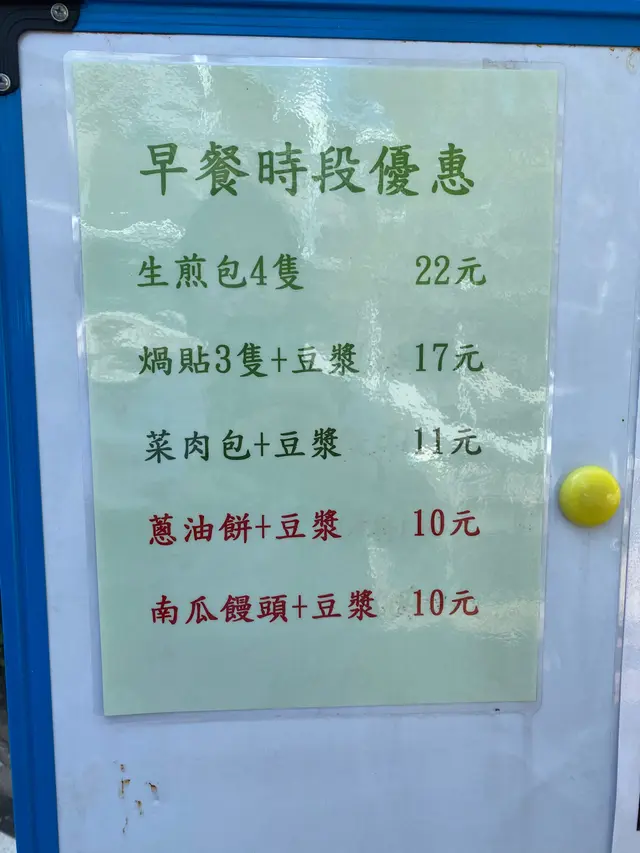 早餐時段優惠
生煎包4隻 22元
焗貼3隻+豆漿 17元
菜肉包+豆漿 11元
蔥油餅+豆漿 10元
南瓜饅頭+豆漿 10元